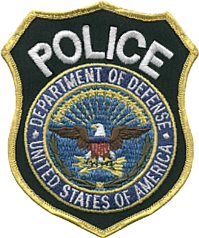 POLICE
DEPARTMENT OF DEFENSE
UNITED STATES OF AMERICA